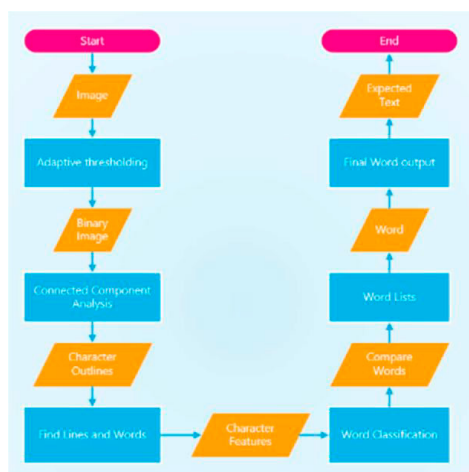 Start
Image
Adaptive thresholding
Binary
Image
Connected Component
Analysis
Character
Outlines
Find Lines and Words
Character
Features
Word Classification
Compare
Words
Word Lists
Word
Final Word output
Expected
Text
End